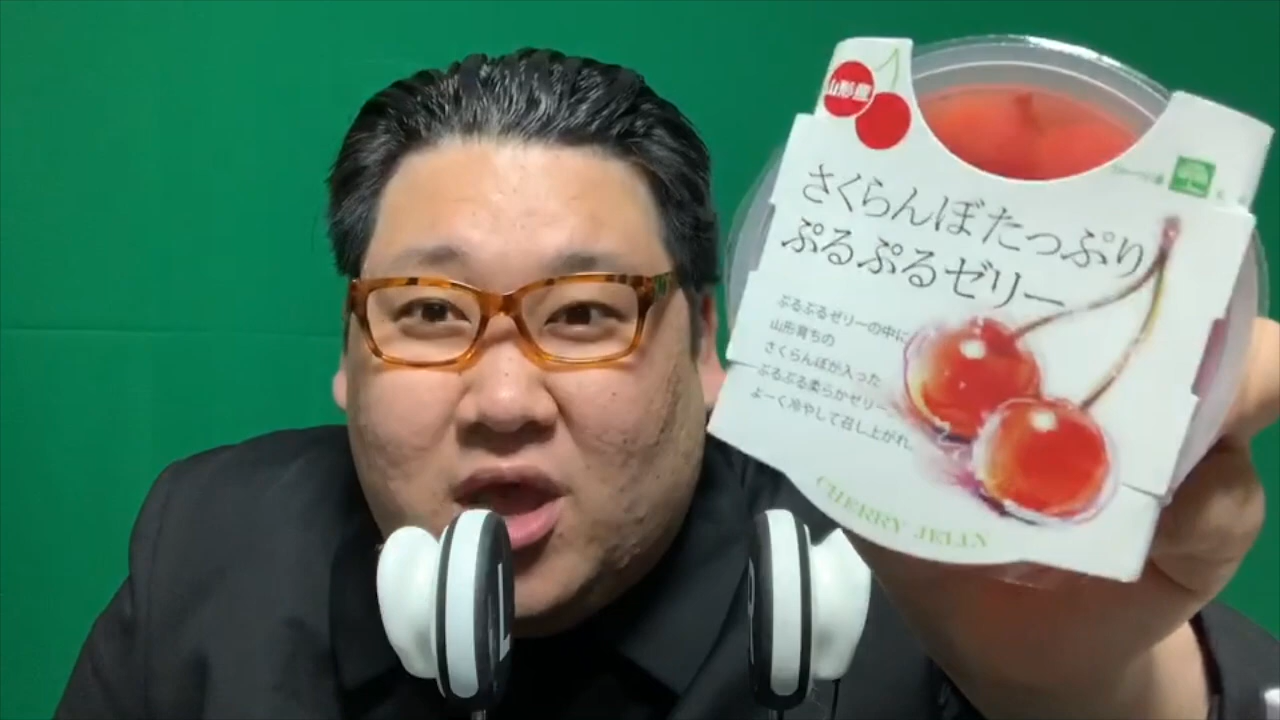 山形産
さくらんぼたっぷり
ぷるぷるゼリー
ぷるぷるゼリーの中に
山形育ちの
さくらんぼが入った
ぷるぷる柔らかゼリー
よーく冷やして召し上がれ。
CHERRY JELLY
L